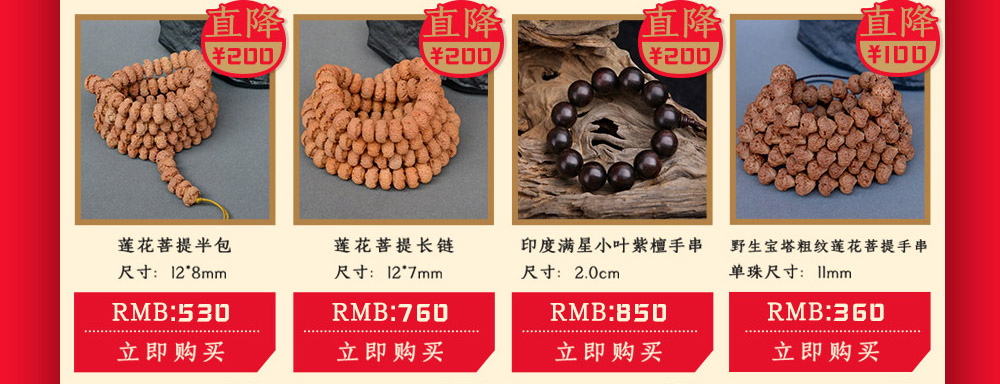 直降
¥200
直降
¥200
直降
¥200
直降
¥100
莲花菩提半包
尺寸: 12*8mm
RMB:530
立即购买
莲花菩提长链
尺寸: 12*7mm
RMB:760
立即购买
印度满星小叶紫檀手串
尺寸: 2.0cm
RMB:850
立即购买
野生宝塔粗纹莲花菩提手串
单珠尺寸: 11mm
RMB:360
立即购买